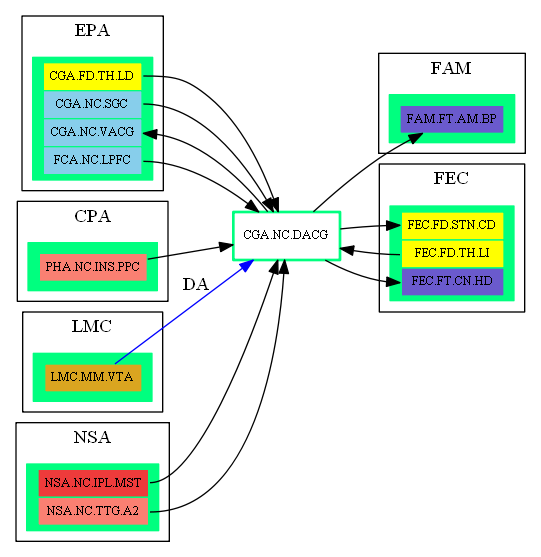 EPA
CGA.FD.TH.LD
CGA.NC.SGC
CGA.NC.VACG
FCA.NC.LPFC
CPA
PHA.NC.INS.PPC
LMC
LMC.MM.VTA
NSA
NSA.NC.IPL.MST
NSA.NC.TTG.A2
DA
CGA.NC.DACG
FAM
FAM.FT.AM.BP
FEC
FEC.FD.STN.CD
FEC.FD.TH.LI
FEC.FT.CN.HD